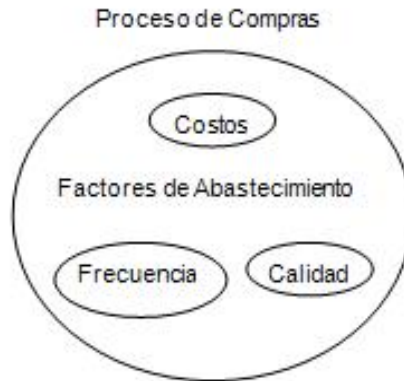 Proceso de Compras
Costos
Factores de Abastecimiento
Frecuencia
Calidad